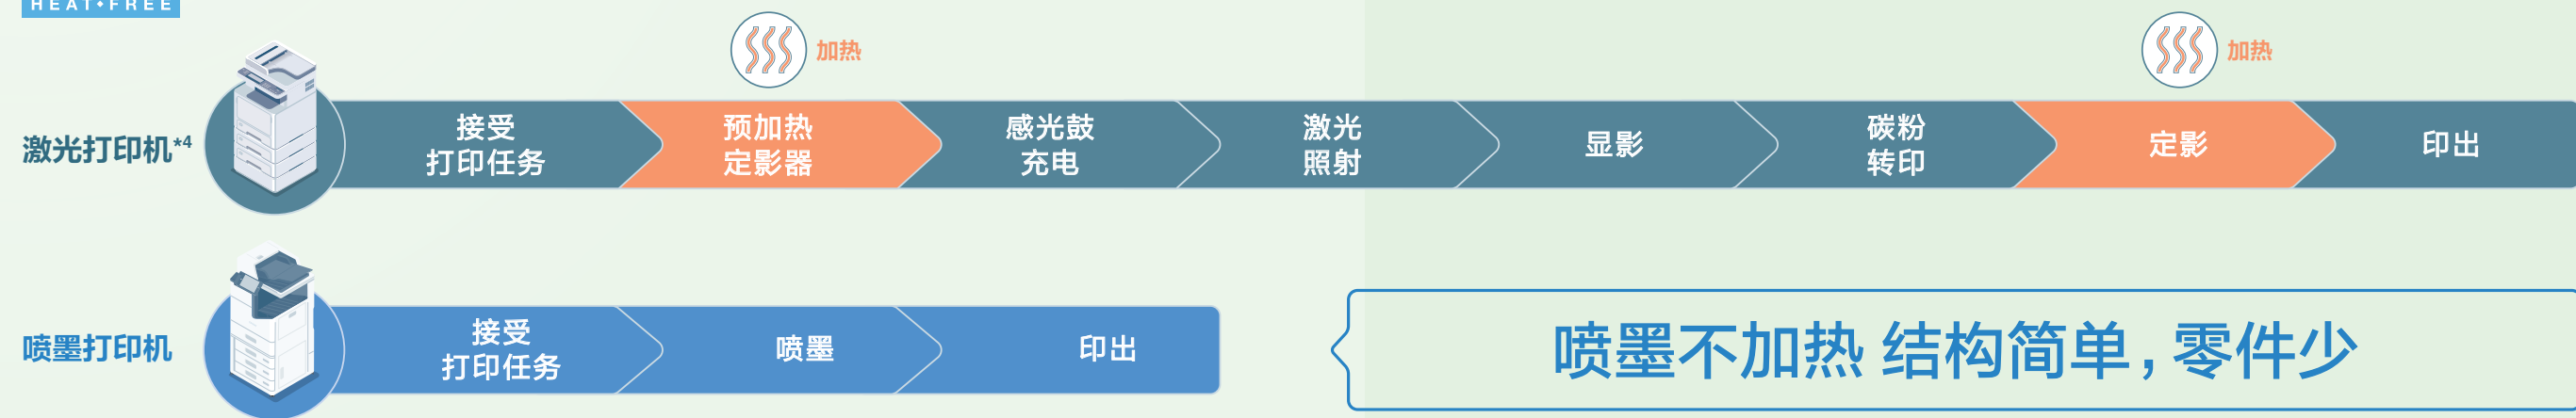 HEAT•FREE
加热
加热
激光打印机*4
接受
打印任务
预加热
定影器
感光鼓
充电
激光
照射
显影
碳粉
转印
定影
印出
喷墨打印机
接受
打印任务
喷墨
印出
喷墨不加热 结构简单，零件少